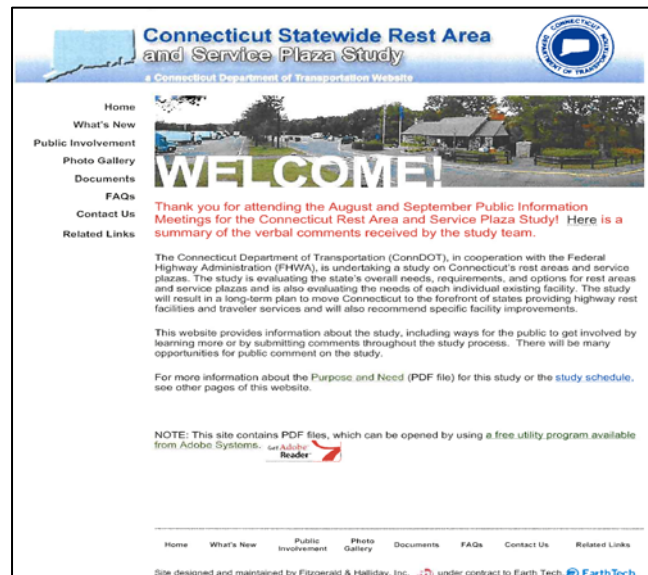 Connecticut Statewide Rest Area
and Service Plaza Study
a Connecticut Department of Transportation Website
CONNECTICUT
DEPARTMENT OF TRANSPORTATION
Home
What's New
Public Involvement
Photo Gallery
Documents
FAQs
Contact Us
Related Links
WELCOME!
Thank you for attending the August and September Public Information
Meetings for the Connecticut Rest Area and Service Plaza Study! Here is a
summary of the verbal comments received by the study team.
The Connecticut Department of Transportation (ConnDOT), in cooperation with the Federal
Highway Administration (FHWA), is undertaking a study on Connecticut's rest areas and service
plazas. The study is evaluating the state's overall needs, requirements, and options for rest areas
and service plazas and is also evaluating the needs of each individual existing facility. The study
will result in a long-term plan to move Connecticut to the forefront of states providing highway rest
facilities and traveler services and will also recommend specific facility improvements.
This website provides information about the study, including ways for the public to get involved by
learning more or by submitting comments throughout the study process. There will be many
opportunities for public comment on the study.
For more information about the Purpose and Need (PDF file) for this study or the study schedule,
see other pages of this website.
NOTE: This site contains PDF files, which can be opened by using a free utility program available
from Adobe Systems. Get Adobe Reader
Home What's New Public Involvement Photo Gallery Documents FAQs Contact Us Related Links
Site designed and maintained by Fitzgerald & Halliday, Inc. under contract to Earth Tech. EarthTech